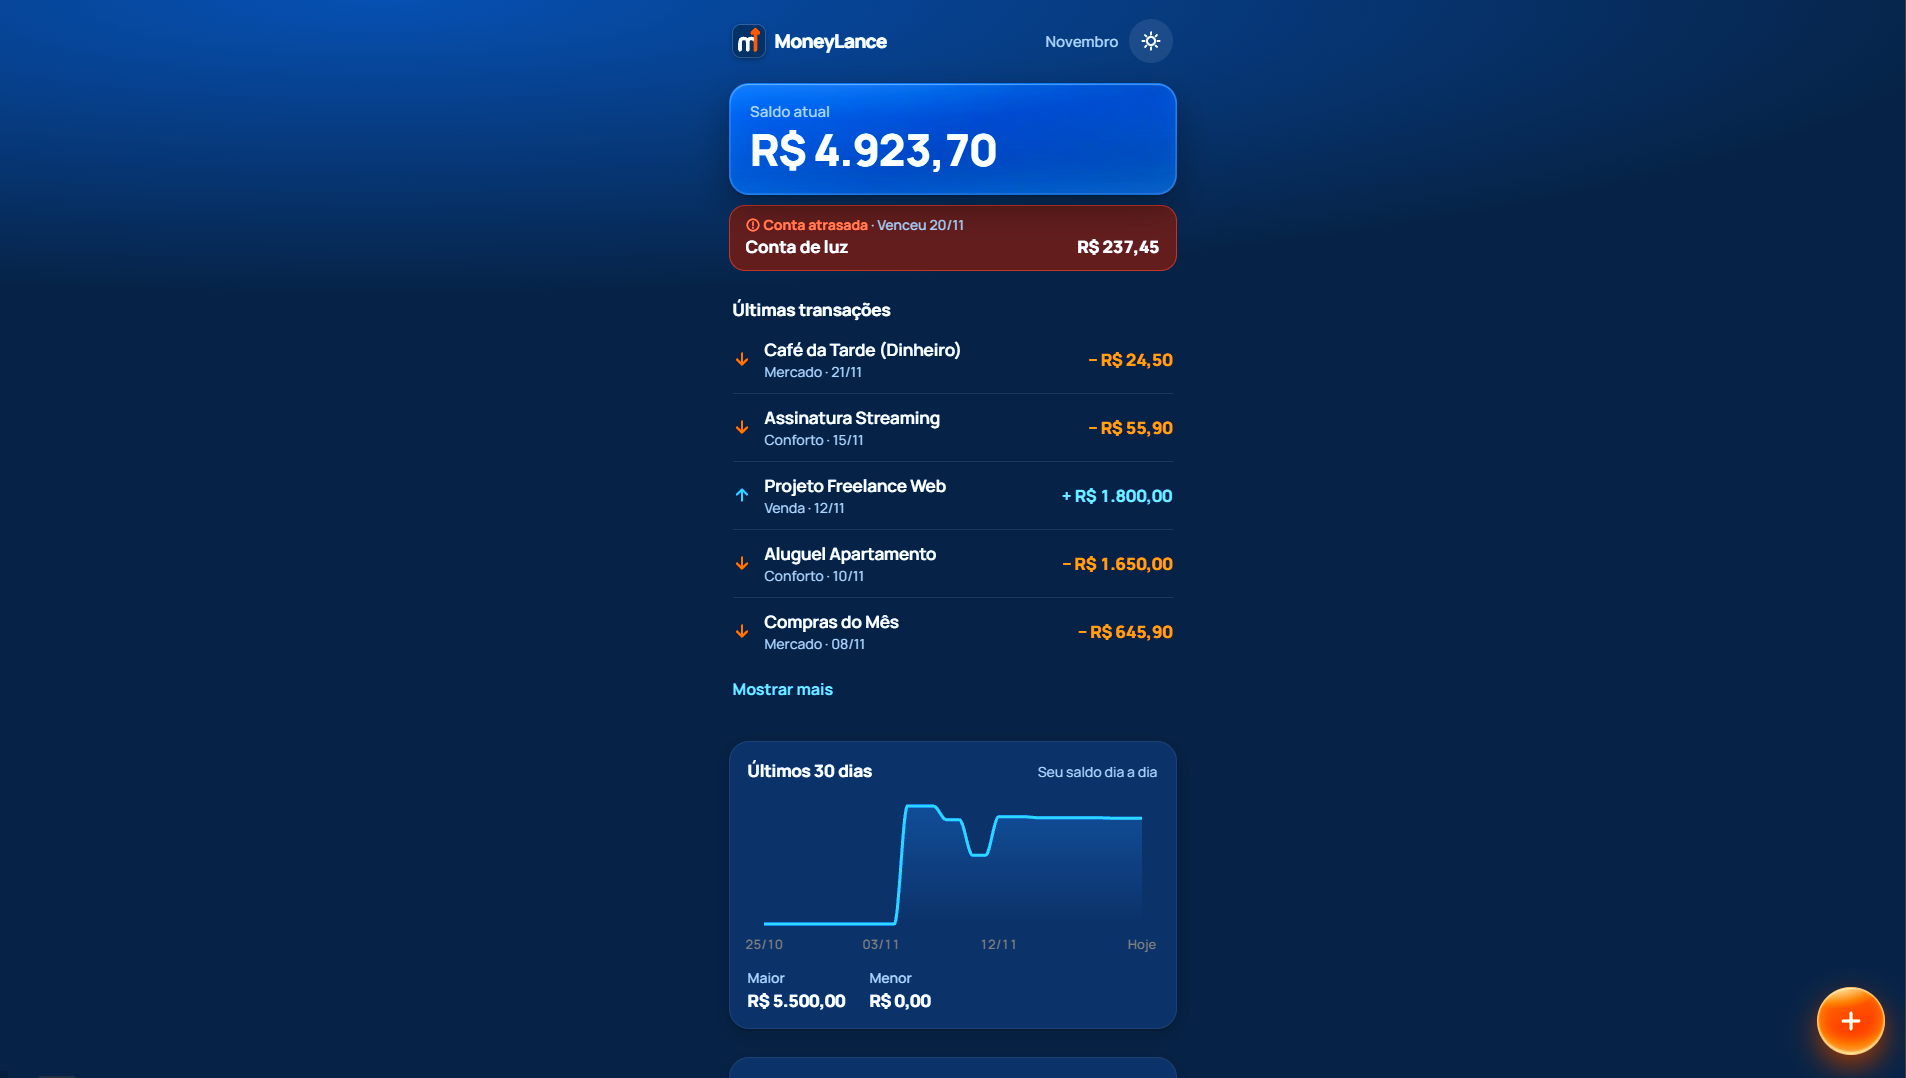 MoneyLance
Novembro
Saldo atual
R$ 4.923,70
Conta atrasada · Venceu 20/11
Conta de luz R$ 237,45
Últimas transações
Café da Tarde (Dinheiro)
Mercado · 21/11
− R$ 24,50
Assinatura Streaming
Conforto · 15/11
− R$ 55,90
Projeto Freelance Web
Venda · 12/11
+ R$ 1.800,00
Aluguel Apartamento
Conforto · 10/11
− R$ 1.650,00
Compras do Mês
Mercado · 08/11
− R$ 645,90
Mostrar mais
Últimos 30 dias
Seu saldo dia a dia
25/10 03/11 12/11 Hoje
Maior Menor
R$ 5.500,00 R$ 0,00